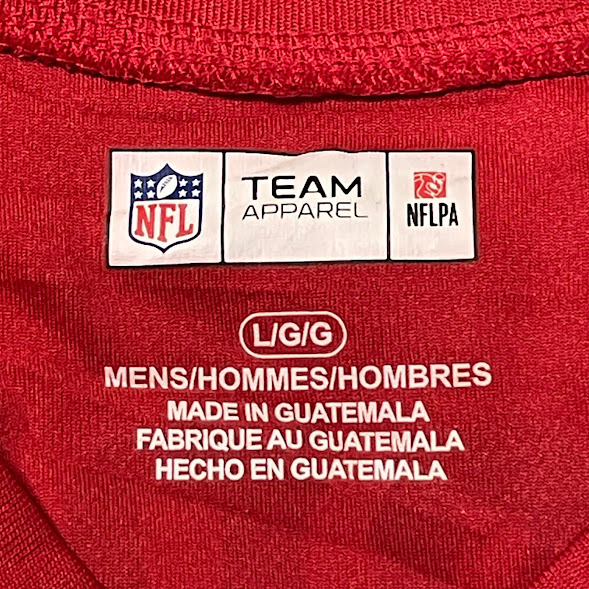 NFL
TEAM
APPAREL
NFLPA
L/G/G
MENS/HOMMES/HOMBRES
MADE IN GUATEMALA
FABRIQUE AU GUATEMALA
HECHO EN GUATEMALA